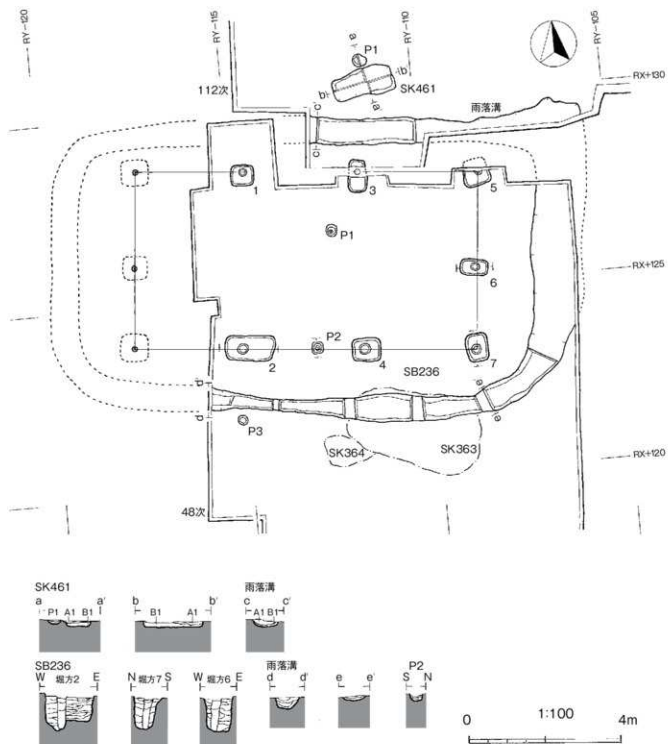 RY-120
RY-115
RY-110
RY-105
a
P1
b'
b
a'
SK461
112次
c
c'
雨落溝
RX+130
1
3
5
P1
6
RX+125
P2
2
4
7
SB236
d
d'
e
e'
P3
SK364
SK363
RX+120
48次
SK461
a
a'
P1 A1 B1
b
b'
B1 A1
雨落溝
c
c'
A1 B1
SB236
W 堀方2 E
N 堀方7 S
W 堀方6 E
雨落溝
d
d'
e
e'
P2
S N
0 1:100 4m